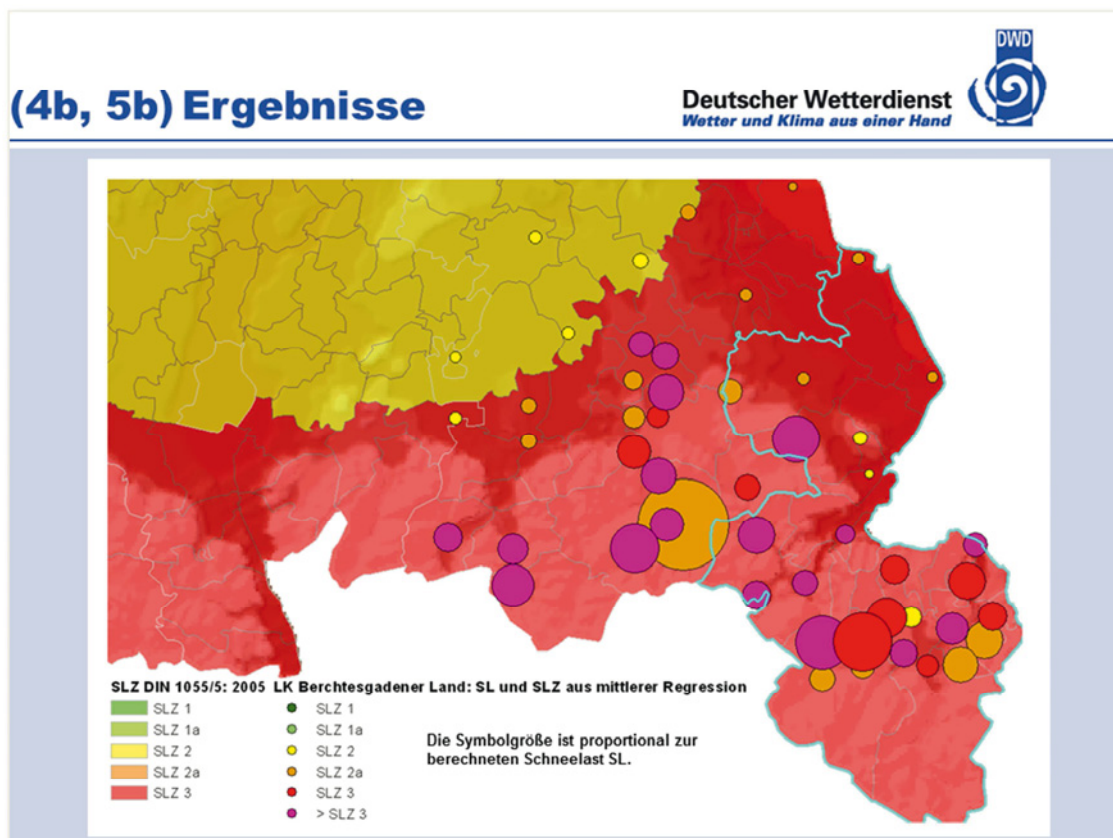 DWD
(4b, 5b) Ergebnisse
Deutscher Wetterdienst
Wetter und Klima aus einer Hand
SLZ DIN 1055/5: 2005 LK Berchtesgadener Land: SL und SLZ aus mittlerer Regression
SLZ 1
SLZ 1a
SLZ 2
SLZ 2a
SLZ 3
SLZ 1
SLZ 1a
SLZ 2
SLZ 2a
SLZ 3
> SLZ 3
Die Symbolgröße ist proportional zur
berechneten Schneelast SL.